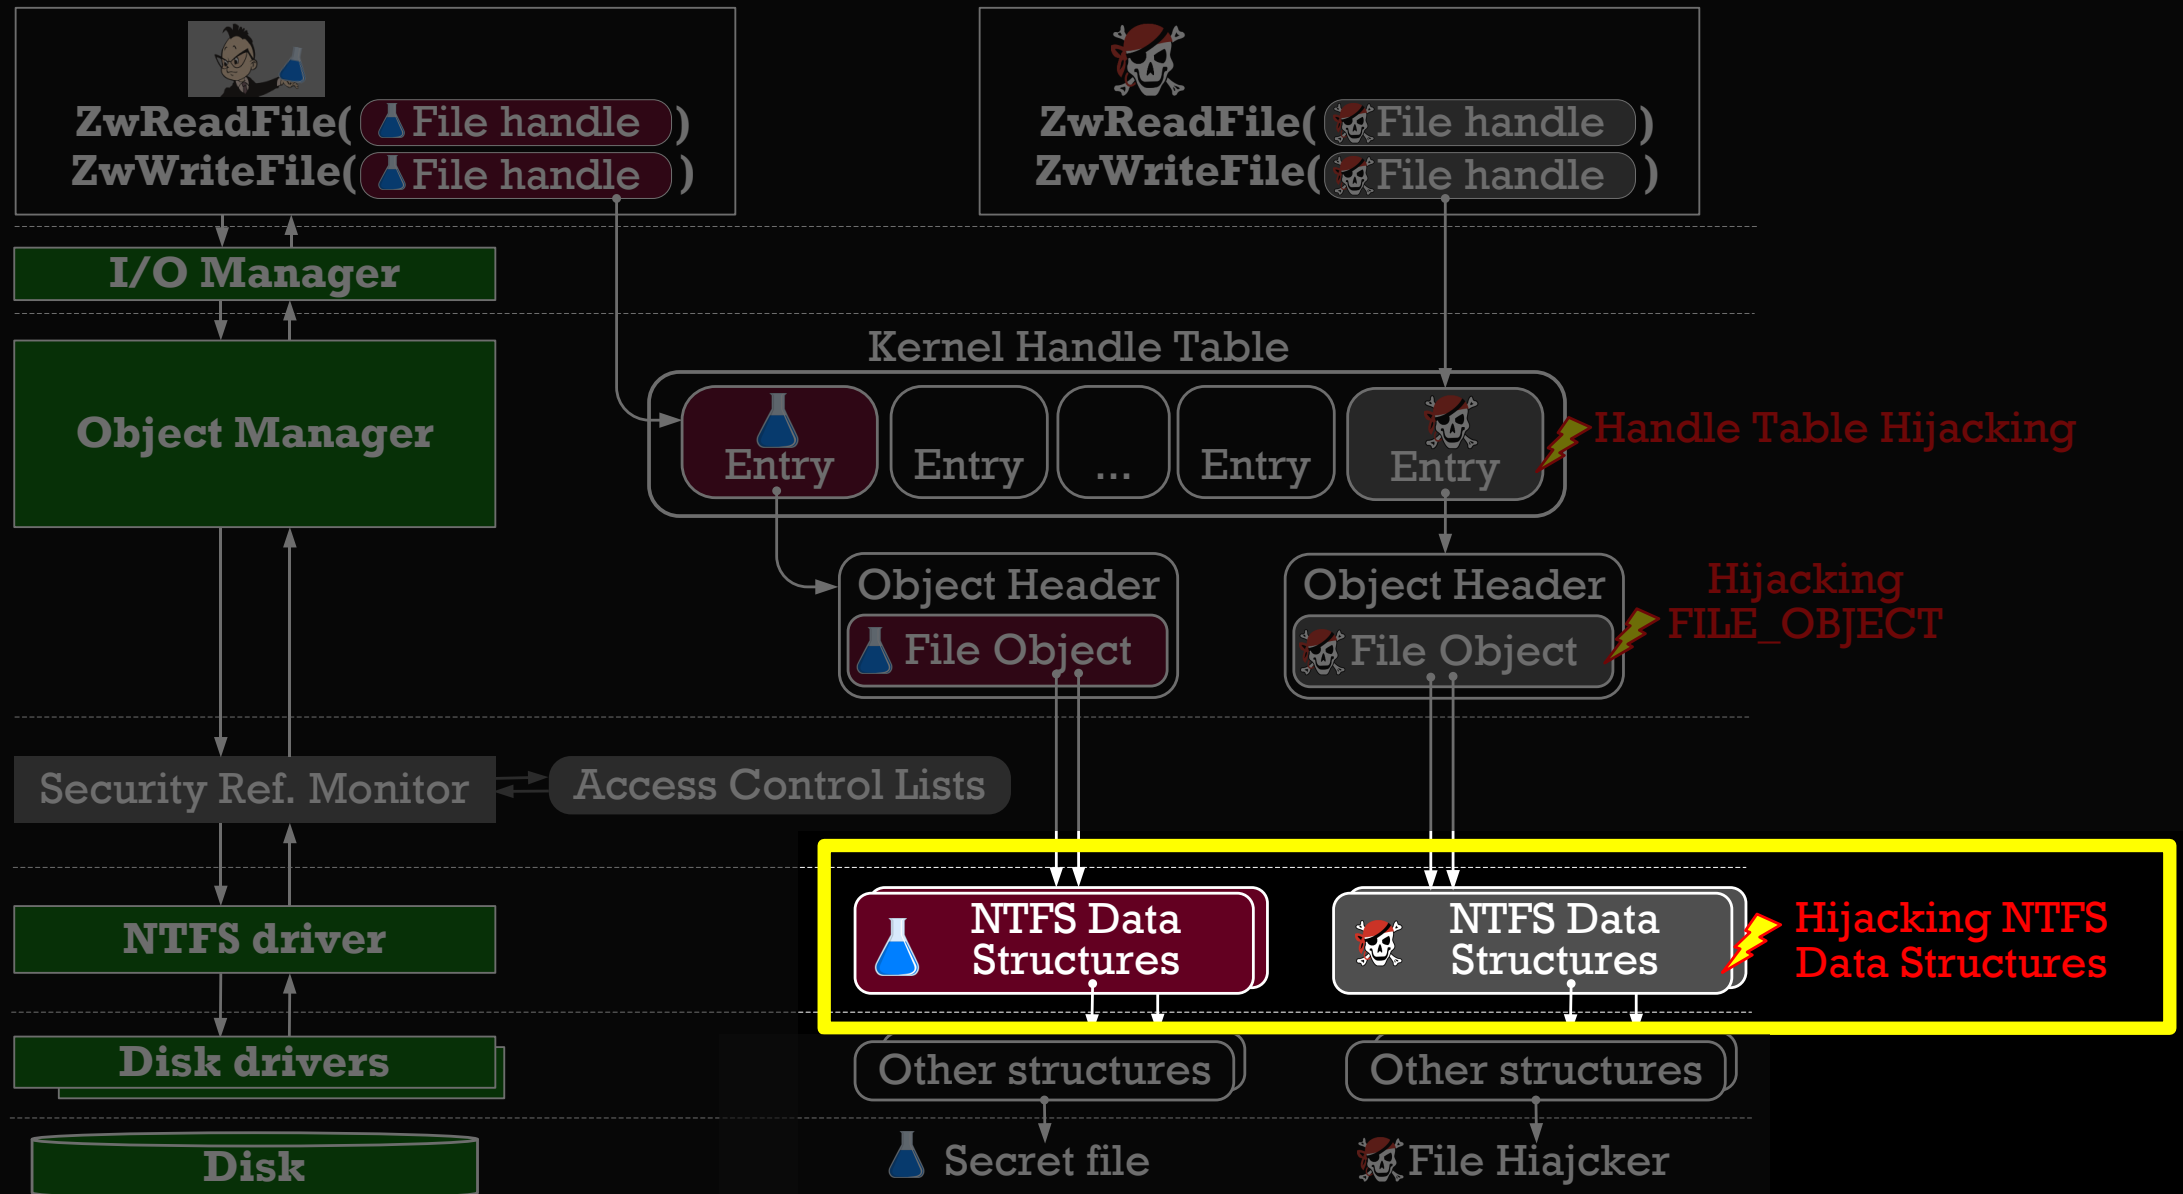 ZwReadFile( File handle )
ZwWriteFile( File handle )
ZwReadFile( File handle )
ZwWriteFile( File handle )
I/O Manager
Kernel Handle Table
Object Manager
Entry
Entry
...
Entry
Entry
Handle Table Hijacking
Object Header
File Object
Object Header
File Object
Hijacking
FILE_OBJECT
Security Ref. Monitor
Access Control Lists
NTFS driver
NTFS Data
Structures
NTFS Data
Structures
Hijacking NTFS
Data Structures
Disk drivers
Other structures
Other structures
Disk
Secret file
File Hiajcker